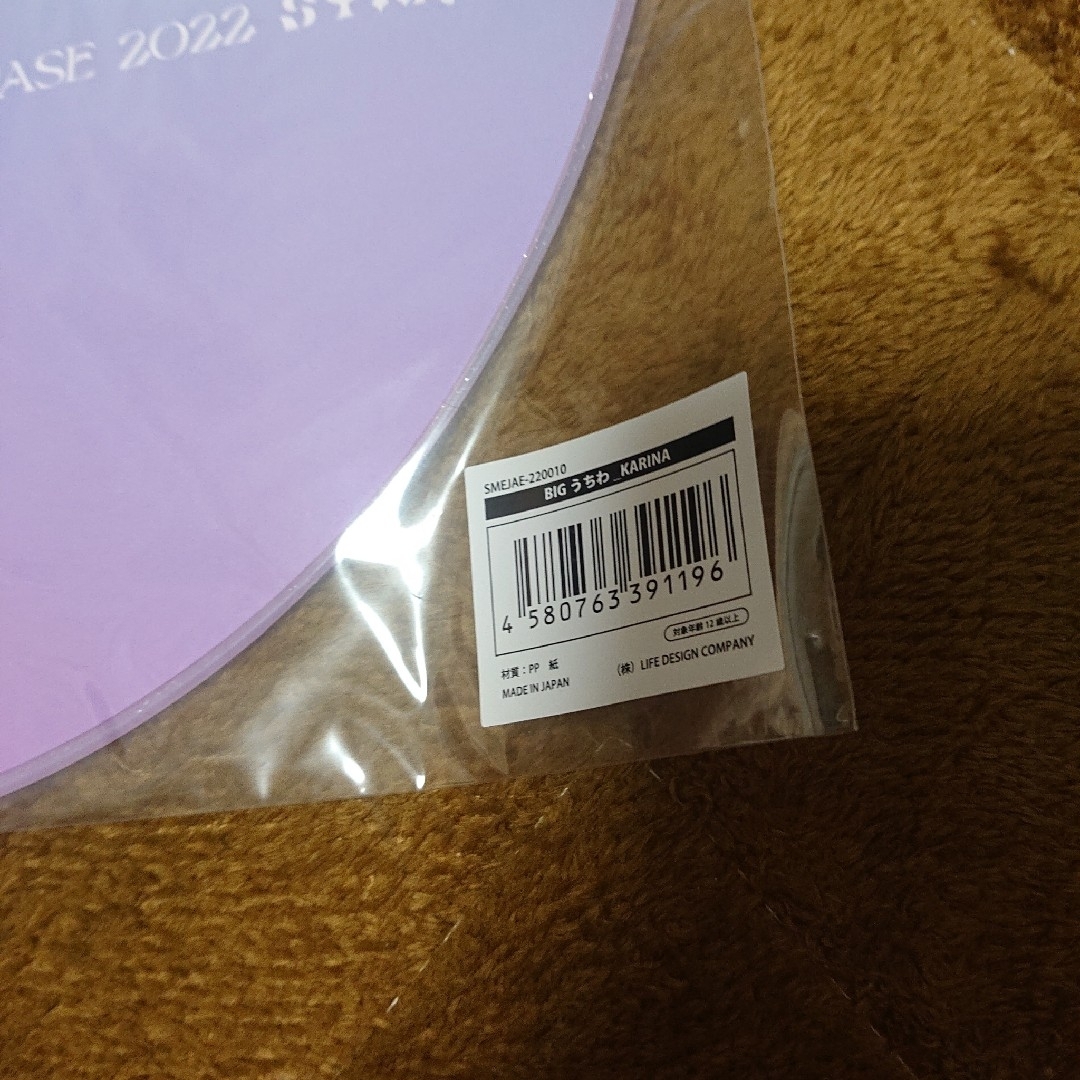 ASE 2022 SYN
SMEJAE-220010
BIG うちわ_KARINA
4 580763 391196
対象年齢 12 歳以上
材質：PP 紙
(株) LIFE DESIGN COMPANY
MADE IN JAPAN